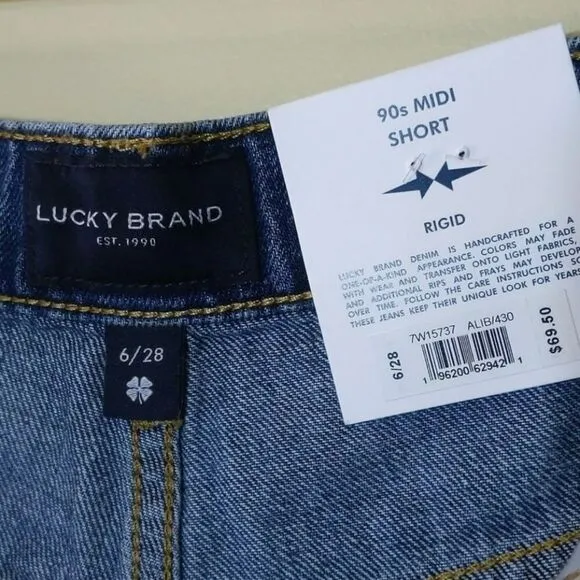 LUCKY BRAND
EST. 1990
6/28
90s MIDI
SHORT
RIGID
LUCKY BRAND DENIM IS HANDCRAFTED FOR A
ONE-OF-A-KIND APPEARANCE. COLORS MAY FADE
WITH WEAR AND TRANSFER ONTO LIGHT FABRICS,
AND ADDITIONAL RIPS AND FRAYS MAY DEVELOP
OVER TIME. FOLLOW THE CARE INSTRUCTIONS SO
THESE JEANS KEEP THEIR UNIQUE LOOK FOR YEARS
6/28
7W15737 ALIB/430
1 96200 62942 1
$69.50